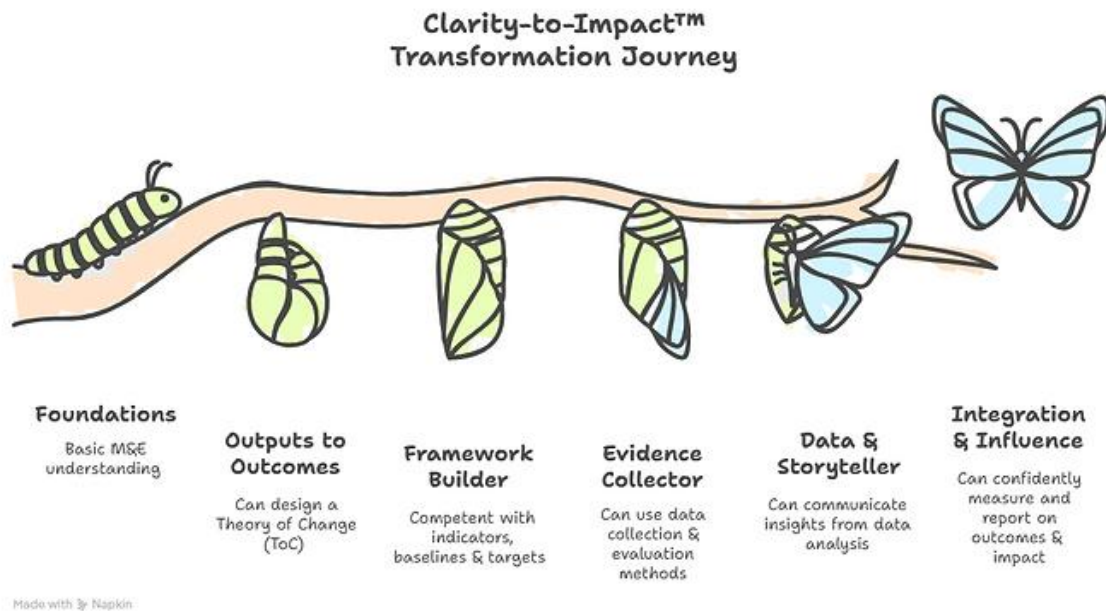 Clarity-to-Impact™
Transformation Journey
Foundations
Basic M&E
understanding
Outputs to
Outcomes
Can design a
Theory of Change
(ToC)
Framework
Builder
Competent with
indicators,
baselines & targets
Evidence
Collector
Can use data
collection &
evaluation
methods
Data &
Storyteller
Can communicate
insights from data
analysis
Integration
& Influence
Can confidently
measure and
report on
outcomes &
impact
Made with Napkin